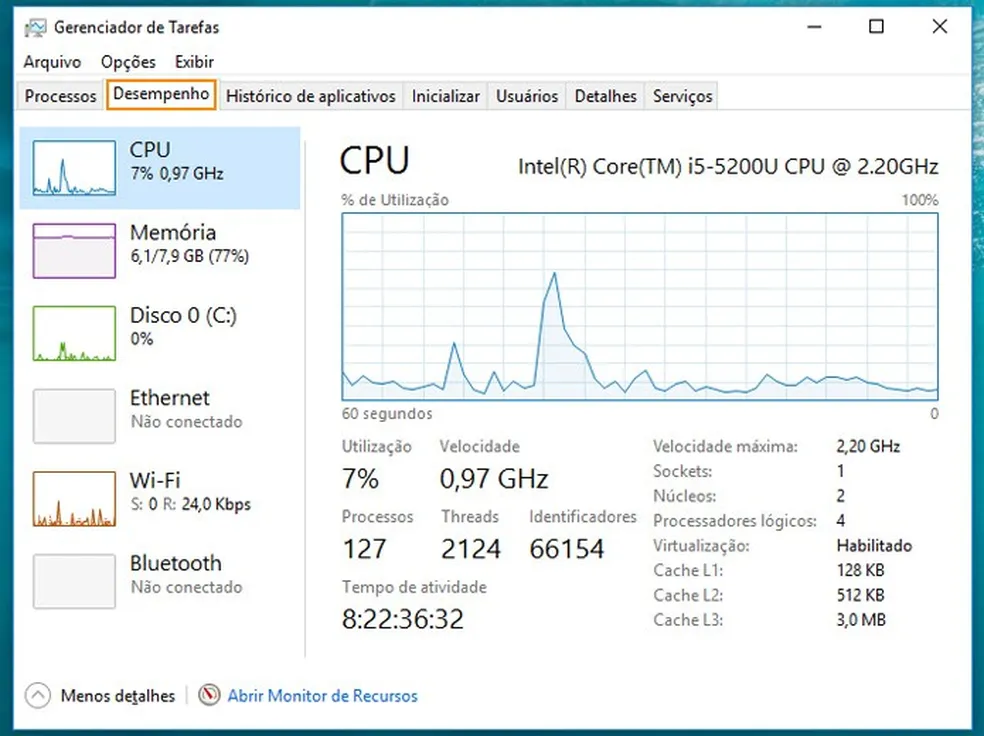 Gerenciador de Tarefas
Arquivo Opções Exibir
Processos Desempenho Histórico de aplicativos Inicializar Usuários Detalhes Serviços
CPU
7% 0,97 GHz
Memória
6,1/7,9 GB (77%)
Disco 0 (C:)
0%
Ethernet
Não conectado
Wi-Fi
S: 0 R: 24,0 Kbps
Bluetooth
Não conectado
CPU Intel(R) Core(TM) i5-5200U CPU @ 2.20GHz
% de Utilização 100%
60 segundos 0
Utilização Velocidade
7% 0,97 GHz
Processos Threads Identificadores
127 2124 66154
Tempo de atividade
8:22:36:32
Velocidade máxima: 2,20 GHz
Sockets: 1
Núcleos: 2
Processadores lógicos: 4
Virtualização: Habilitado
Cache L1: 128 KB
Cache L2: 512 KB
Cache L3: 3,0 MB
Menos detalhes Abrir Monitor de Recursos